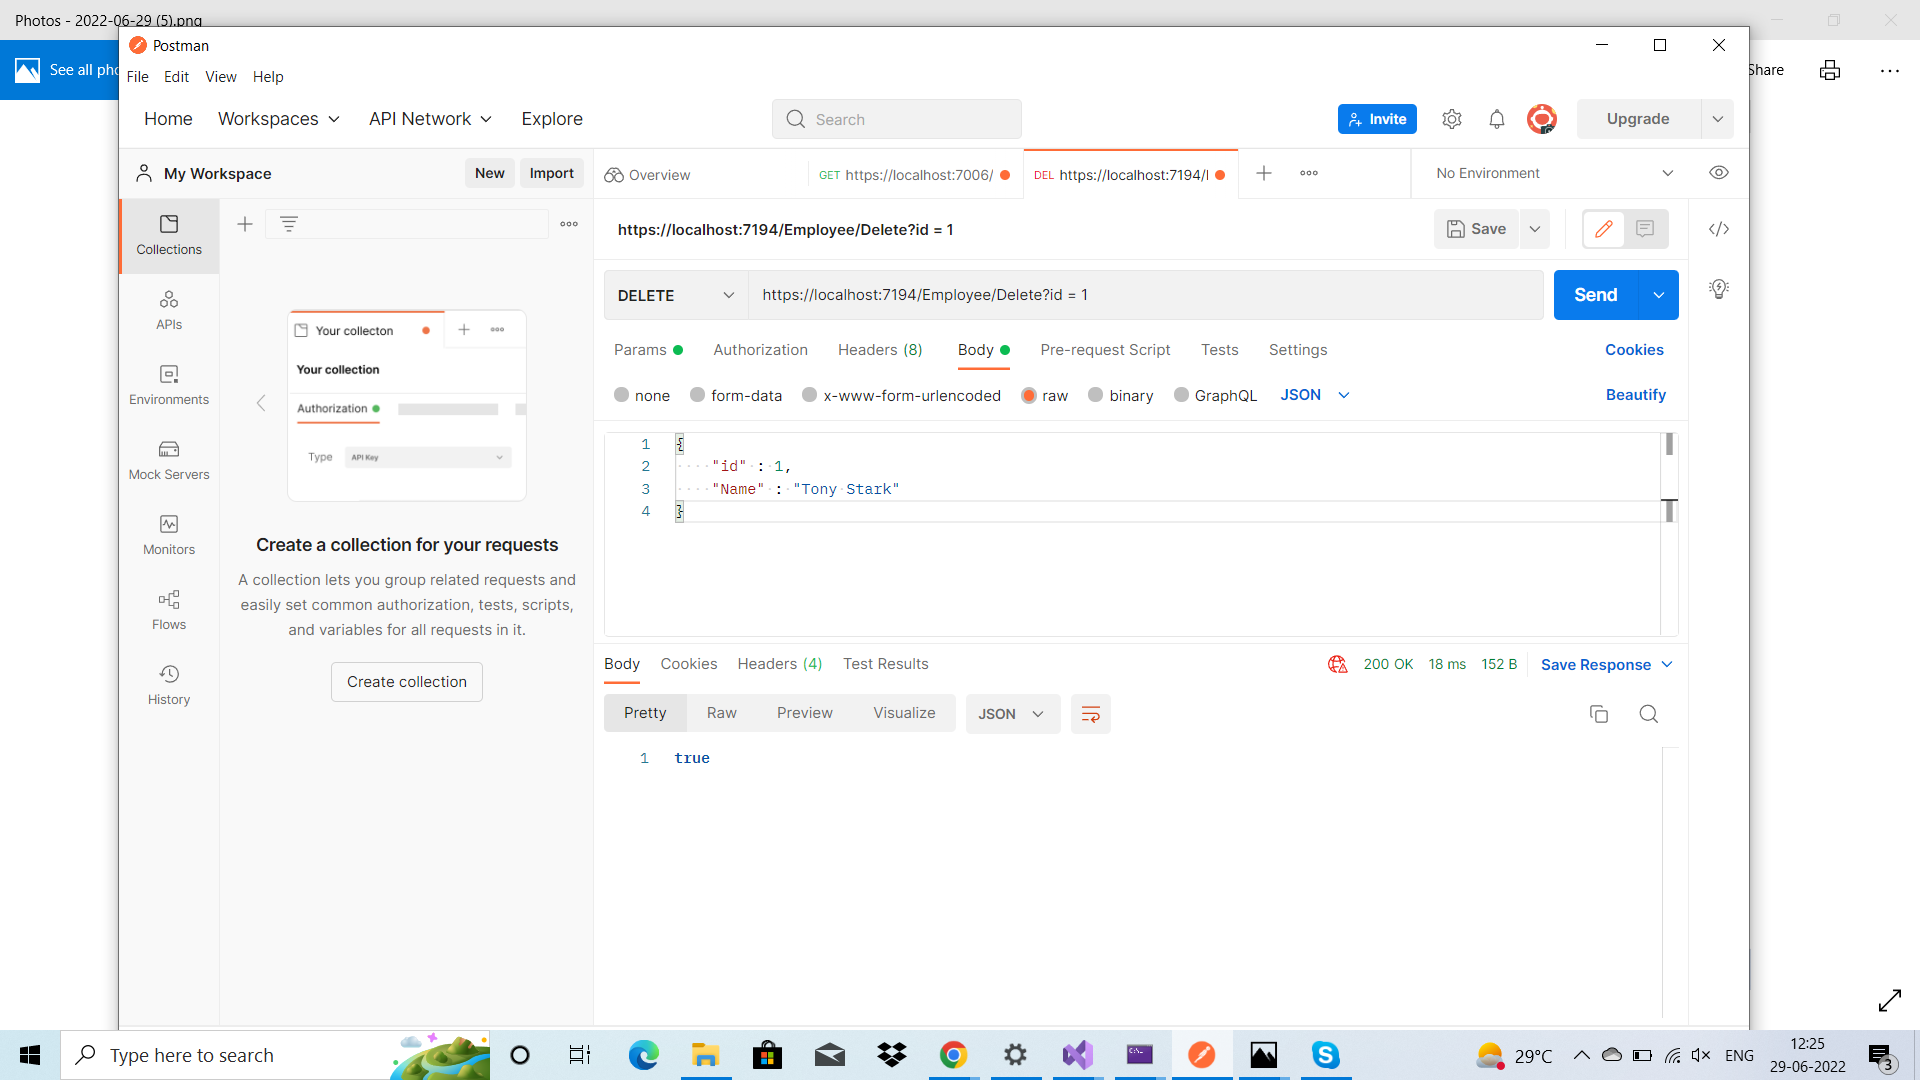 Photos - 2022-06-29 (5).png
See all pho
Share
Postman
File Edit View Help
Home Workspaces API Network Explore
Search
Invite
Upgrade
My Workspace
New Import
Overview
GET https://localhost:7006/
DEL https://localhost:7194/
No Environment
Collections
APIs
Environments
Mock Servers
Monitors
Flows
History
Your collecton
Your collection
Authorization
Type API Key
Create a collection for your requests
A collection lets you group related requests and
easily set common authorization, tests, scripts,
and variables for all requests in it.
Create collection
https://localhost:7194/Employee/Delete?id = 1
Save
DELETE https://localhost:7194/Employee/Delete?id = 1
Send
Params Authorization Headers (8) Body Pre-request Script Tests Settings Cookies
none form-data x-www-form-urlencoded raw binary GraphQL JSON Beautify
1 {
2 "id" : 1,
3 "Name" : "Tony Stark"
4 }
Body Cookies Headers (4) Test Results
200 OK 18 ms 152 B Save Response
Pretty Raw Preview Visualize JSON
1 true
Type here to search
29°C
ENG
12:25
29-06-2022
3